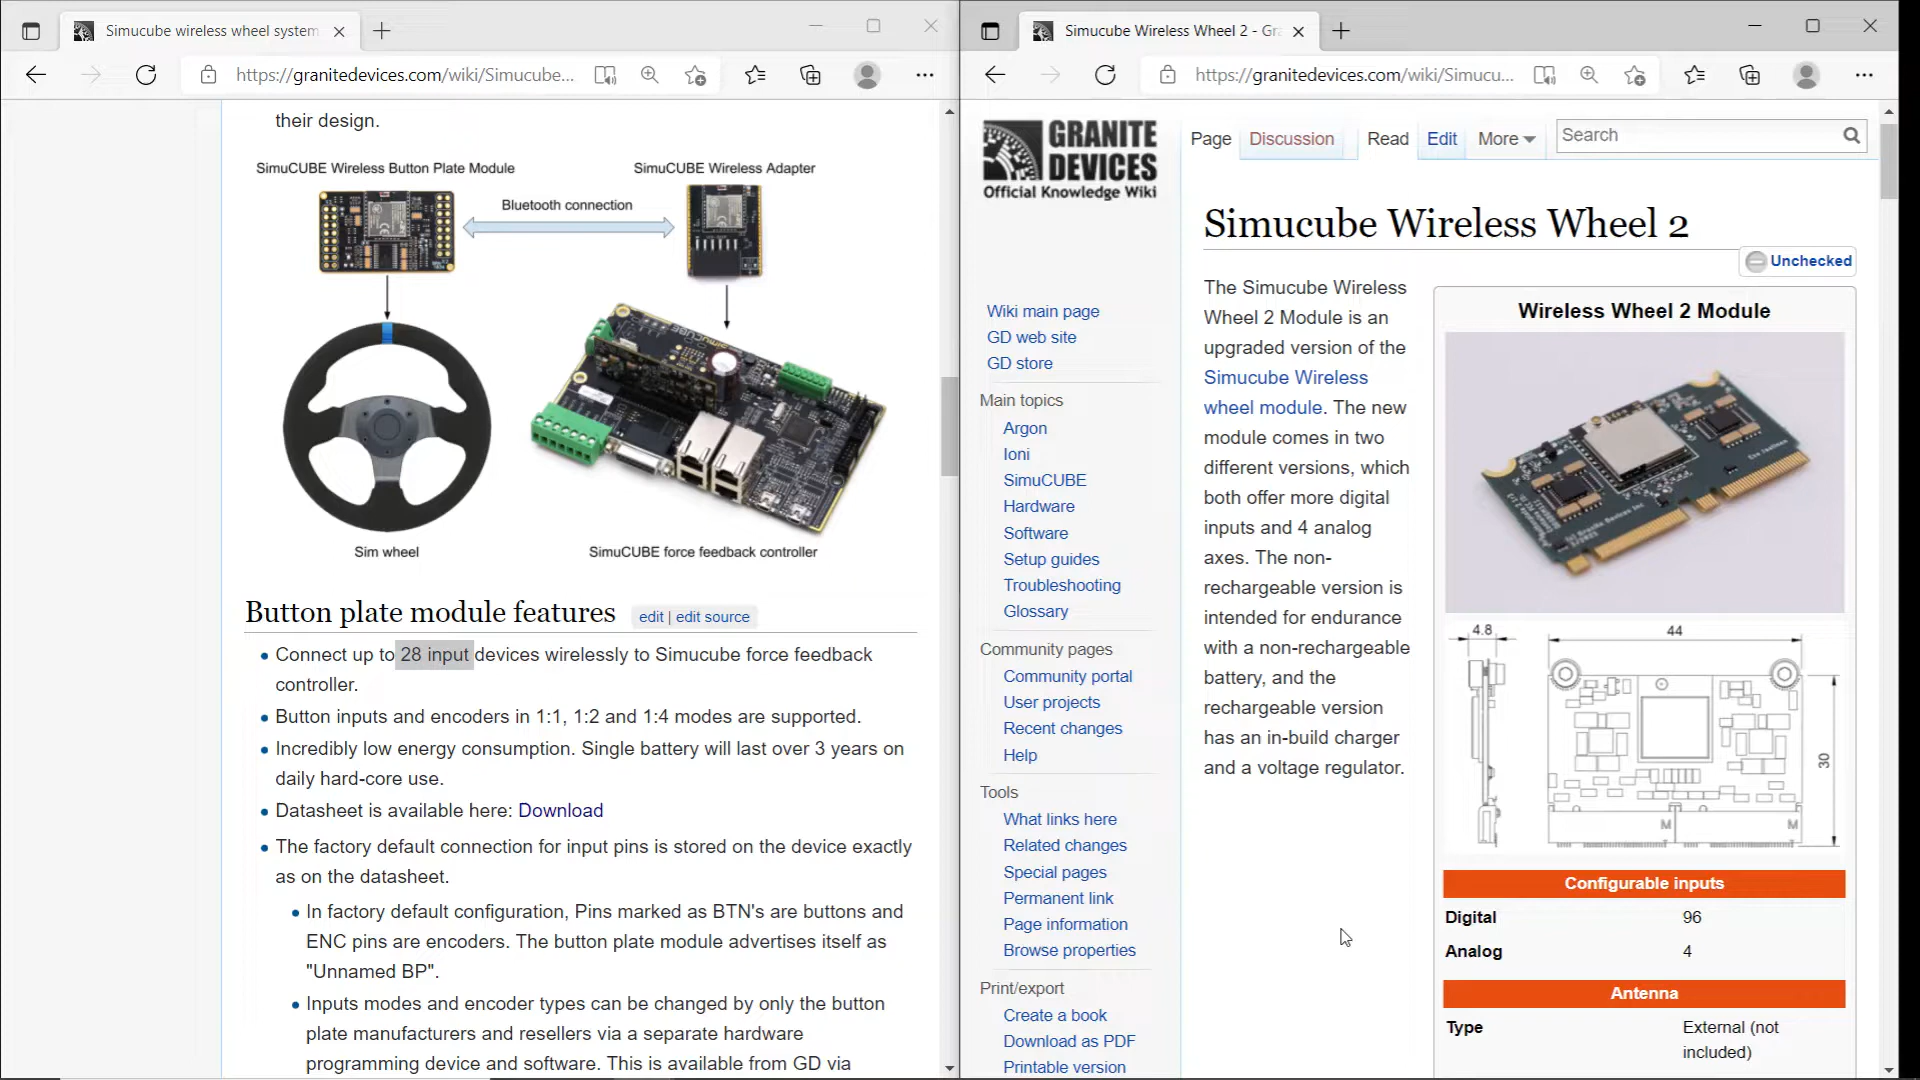 Simucube wireless wheel system
https://granitedevices.com/wiki/Simucube...
their design.
SimuCUBE Wireless Button Plate Module
SimuCUBE Wireless Adapter
Bluetooth connection
Sim wheel
SimuCUBE force feedback controller
Button plate module features
edit | edit source
Connect up to 28 input devices wirelessly to Simucube force feedback
controller.
Button inputs and encoders in 1:1, 1:2 and 1:4 modes are supported.
Incredibly low energy consumption. Single battery will last over 3 years on
daily hard-core use.
Datasheet is available here: Download
The factory default connection for input pins is stored on the device exactly
as on the datasheet.
In factory default configuration, Pins marked as BTN's are buttons and
ENC pins are encoders. The button plate module advertises itself as
"Unnamed BP".
Inputs modes and encoder types can be changed by only the button
plate manufacturers and resellers via a separate hardware
programming device and software. This is available from GD via
Simucube Wireless Wheel 2 - Gra
https://granitedevices.com/wiki/Simucu...
GRANITE
DEVICES
Official Knowledge Wiki
Page
Discussion
Read
Edit
More
Search
Wiki main page
GD web site
GD store
Main topics
Argon
Ioni
SimuCUBE
Hardware
Software
Setup guides
Troubleshooting
Glossary
Community pages
Community portal
User projects
Recent changes
Help
Tools
What links here
Related changes
Special pages
Permanent link
Page information
Browse properties
Print/export
Create a book
Download as PDF
Printable version
Simucube Wireless Wheel 2
Unchecked
The Simucube Wireless
Wheel 2 Module is an
upgraded version of the
Simucube Wireless
wheel module. The new
module comes in two
different versions, which
both offer more digital
inputs and 4 analog
axes. The non-
rechargeable version is
intended for endurance
with a non-rechargeable
battery, and the
rechargeable version
has an in-build charger
and a voltage regulator.
Wireless Wheel 2 Module
4.8
44
30
M
M
Configurable inputs
Digital 96
Analog 4
Antenna
Type External (not
included)